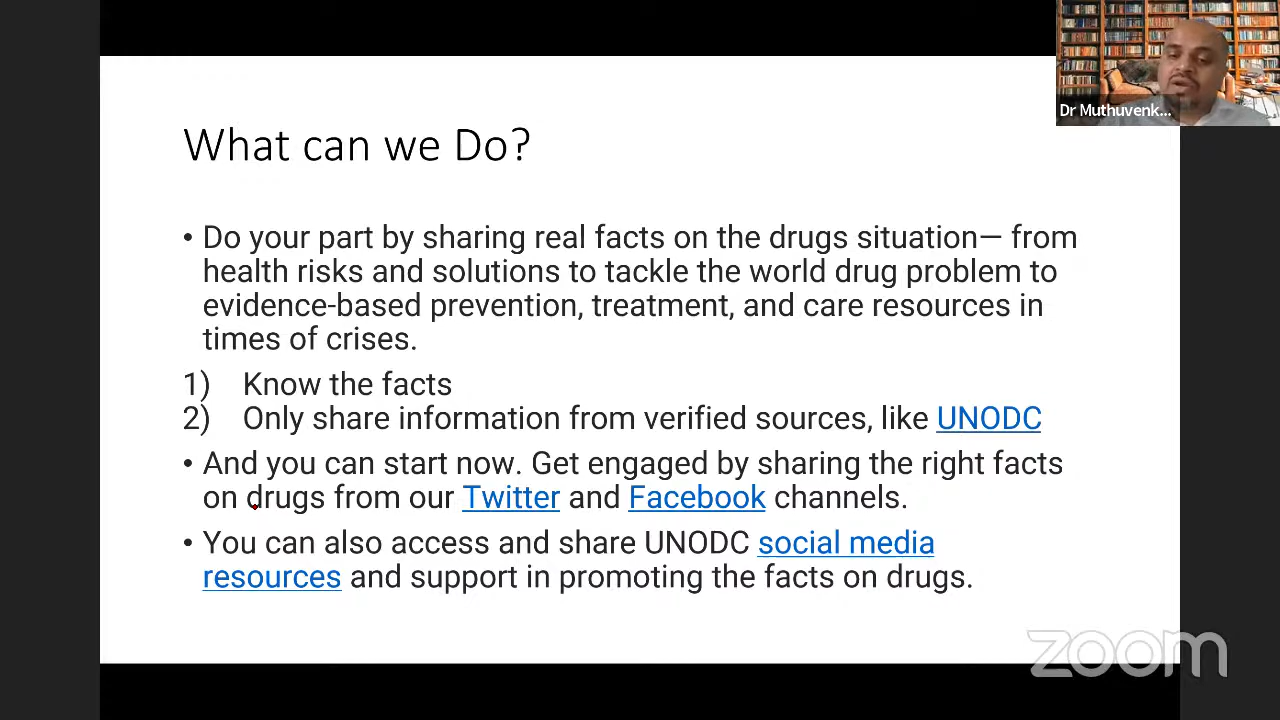 Dr Muthuvenk...
What can we Do?
• Do your part by sharing real facts on the drugs situation— from
health risks and solutions to tackle the world drug problem to
evidence-based prevention, treatment, and care resources in
times of crises.
1) Know the facts
2) Only share information from verified sources, like UNODC
• And you can start now. Get engaged by sharing the right facts
on drugs from our Twitter and Facebook channels.
• You can also access and share UNODC social media
resources and support in promoting the facts on drugs.
zoom